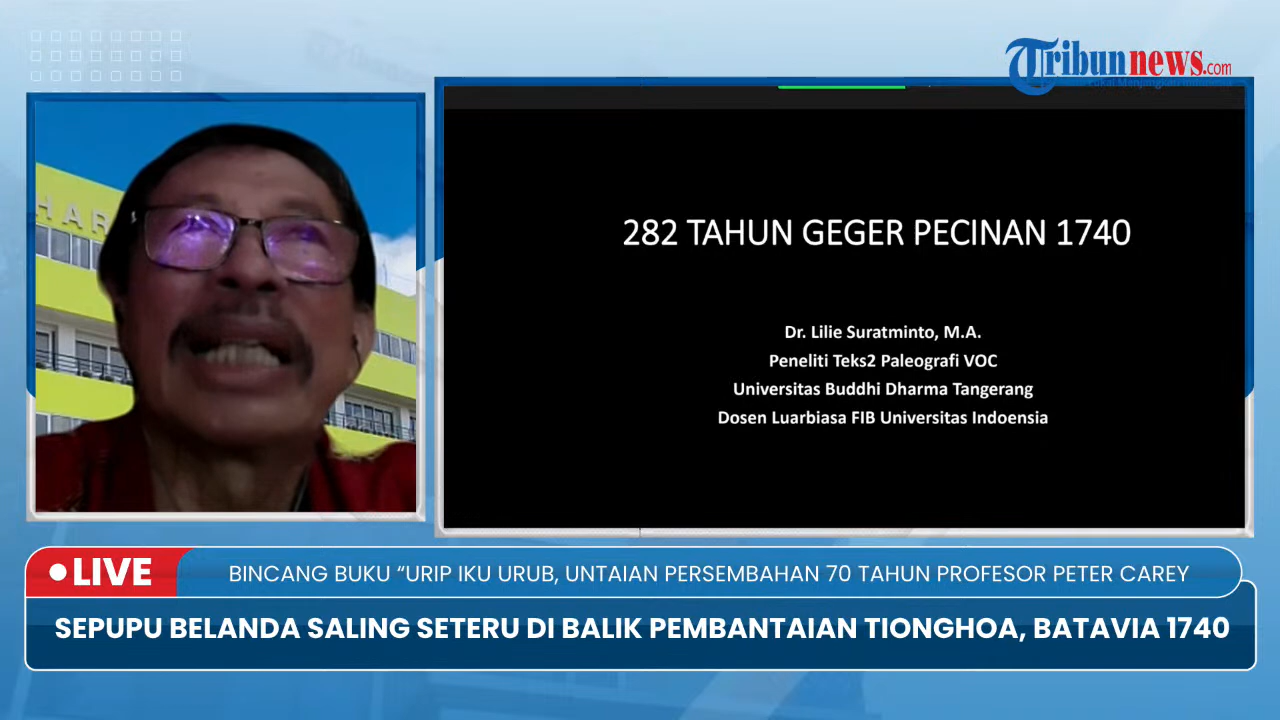 Tribunnews.com
HAR
282 TAHUN GEGER PECINAN 1740
Dr. Lilie Suratminto, M.A.
Peneliti Teks2 Paleografi VOC
Universitas Buddhi Dharma Tangerang
Dosen Luarbiasa FIB Universitas Indoensia
LIVE
BINCANG BUKU “URIP IKU URUB, UNTAIAN PERSEMBAHAN 70 TAHUN PROFESOR PETER CAREY
SEPUPU BELANDA SALING SETERU DI BALIK PEMBANTAIAN TIONGHOA, BATAVIA 1740